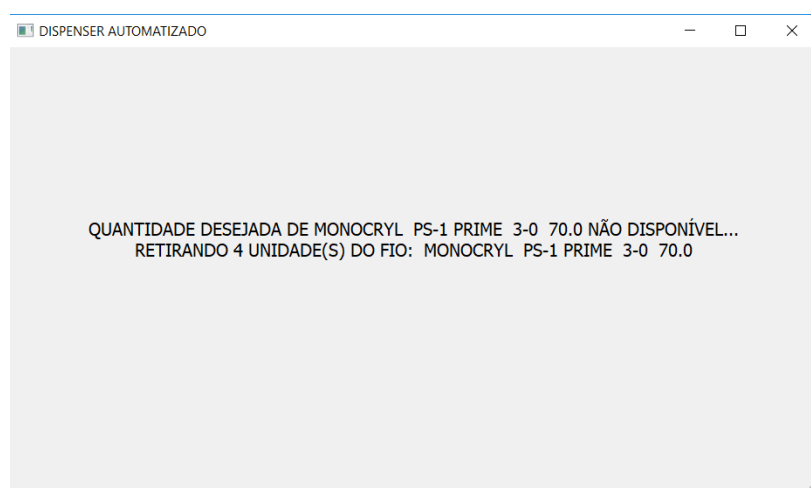 DISPENSER AUTOMATIZADO
QUANTIDADE DESEJADA DE MONOCRYL  PS-1 PRIME  3-0  70.0 NÃO DISPONÍVEL...
RETIRANDO 4 UNIDADE(S) DO FIO:  MONOCRYL  PS-1 PRIME  3-0  70.0